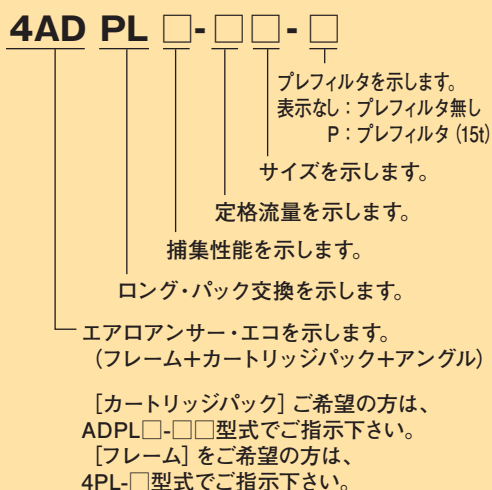 4AD PL □-□□-□
プレフィルタを示します。
表示なし：プレフィルタ無し
P：プレフィルタ（15t）
サイズを示します。
定格流量を示します。
捕集性能を示します。
ロング・パック交換を示します。
エアロアンサー・エコを示します。
（フレーム＋カートリッジパック＋アングル）
［カートリッジパック］ご希望の方は、
ADPL□-□□型式でご指示下さい。
［フレーム］をご希望の方は、
4PL-□型式でご指示下さい。